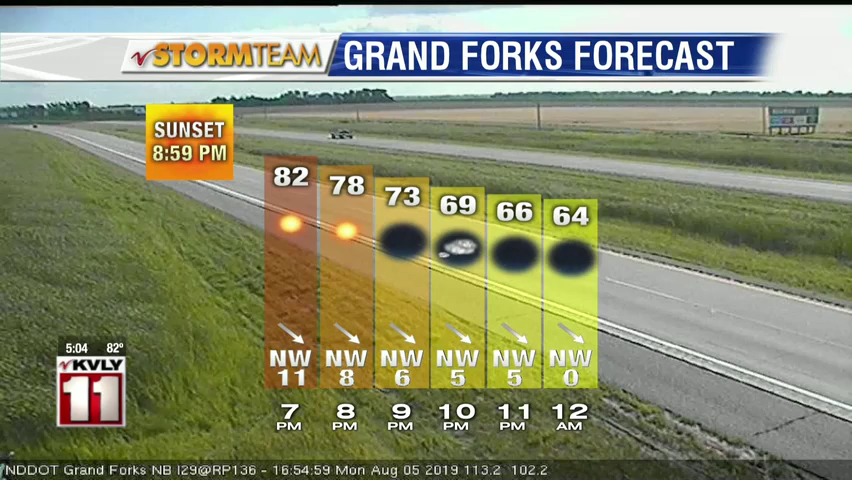 STORMTEAM GRAND FORKS FORECAST
SUNSET
8:59 PM
82 78 73 69 66 64
NW NW NW NW NW NW
11 8 6 5 5 0
7 8 9 10 11 12
PM PM PM PM PM AM
5:04 82°
KVLY
11
NDDOT Grand Forks NB I29@RP136 - 16:54:59 Mon Aug 05 2019 113.2 102.2